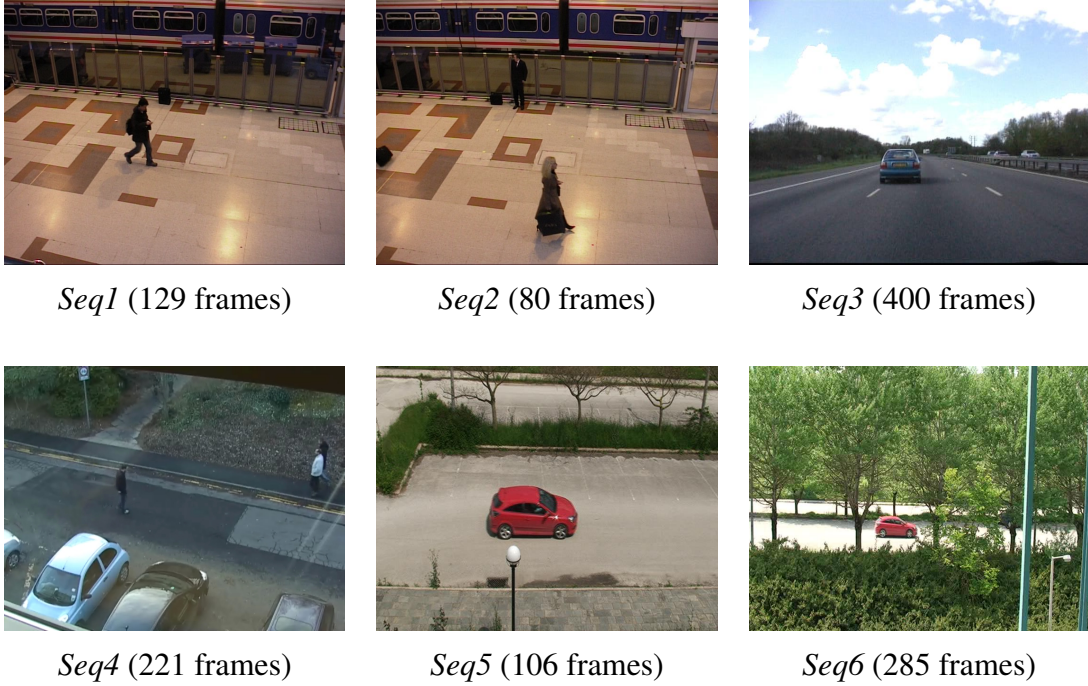 Seq1 (129 frames)
Seq2 (80 frames)
Seq3 (400 frames)
Seq4 (221 frames)
Seq5 (106 frames)
Seq6 (285 frames)